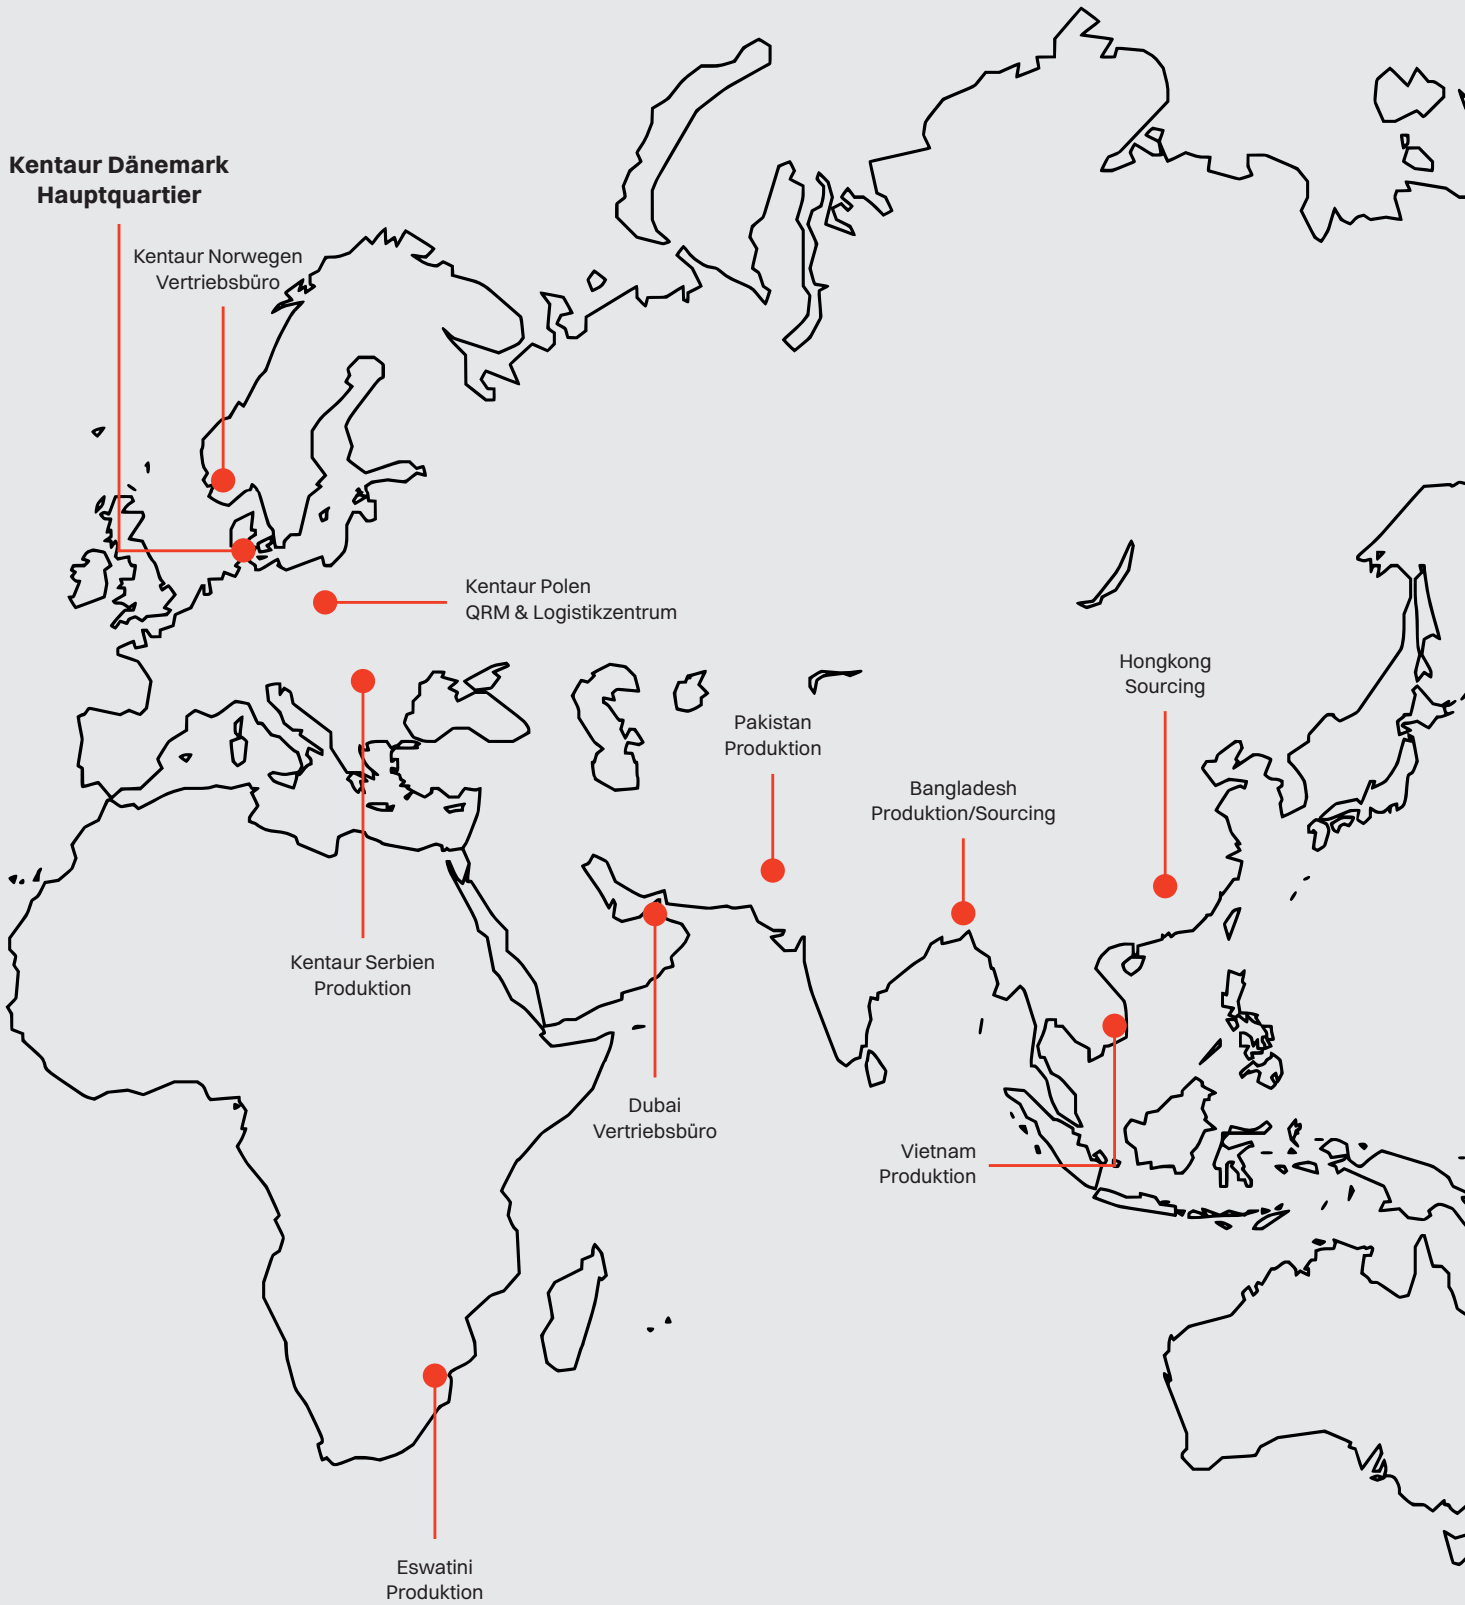 Kentaur Dänemark
Hauptquartier
Kentaur Norwegen
Vertriebsbüro
Kentaur Polen
QRM & Logistikzentrum
Hongkong
Sourcing
Pakistan
Produktion
Bangladesh
Produktion/Sourcing
Kentaur Serbien
Produktion
Dubai
Vertriebsbüro
Vietnam
Produktion
Eswatini
Produktion